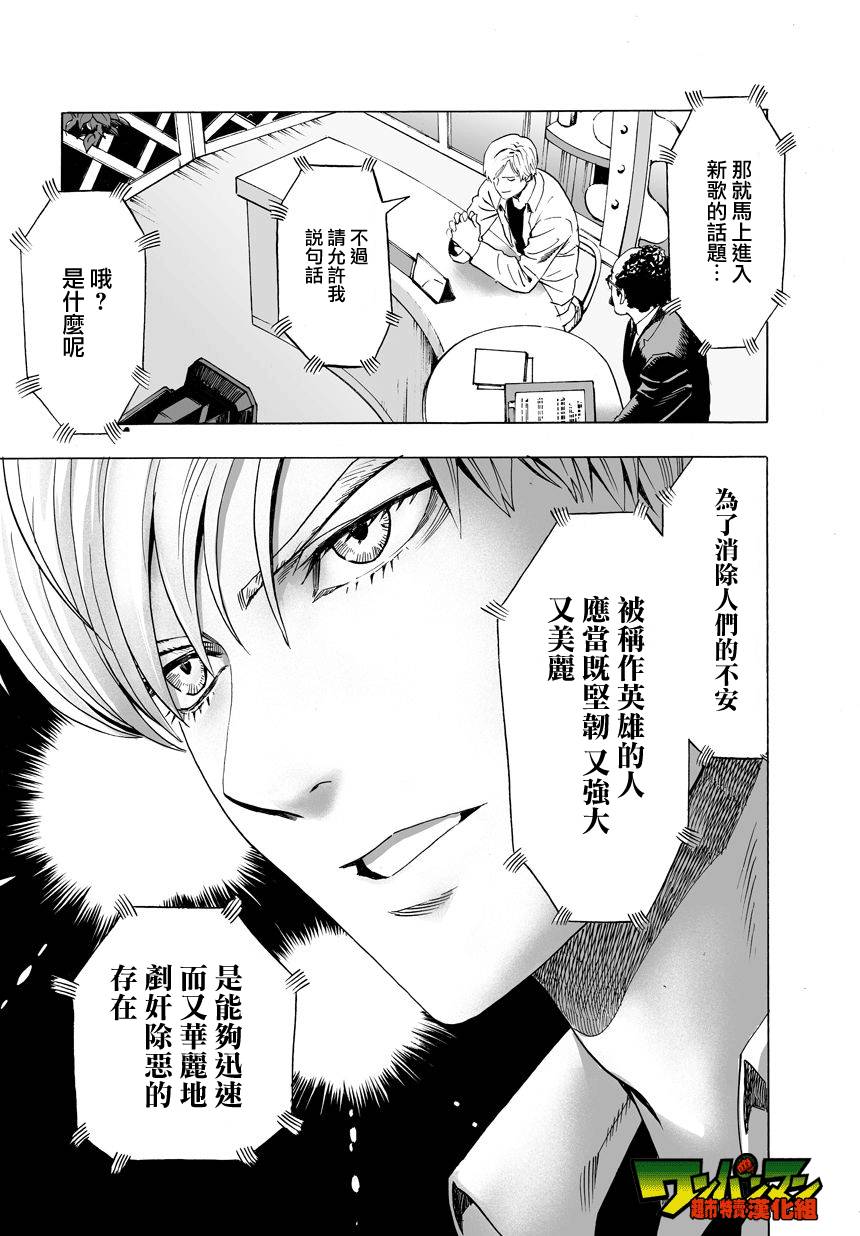 那就馬上進入
新歌的話題…
不過
請允許我
説句話
哦？
是什麼呢
為了消除人們的不安
被稱作英雄的人
應當既堅韌又強大
又美麗
是能夠迅速
而又華麗地
剷奸除惡的
存在
ワンパンマン
超市特賣漢化組